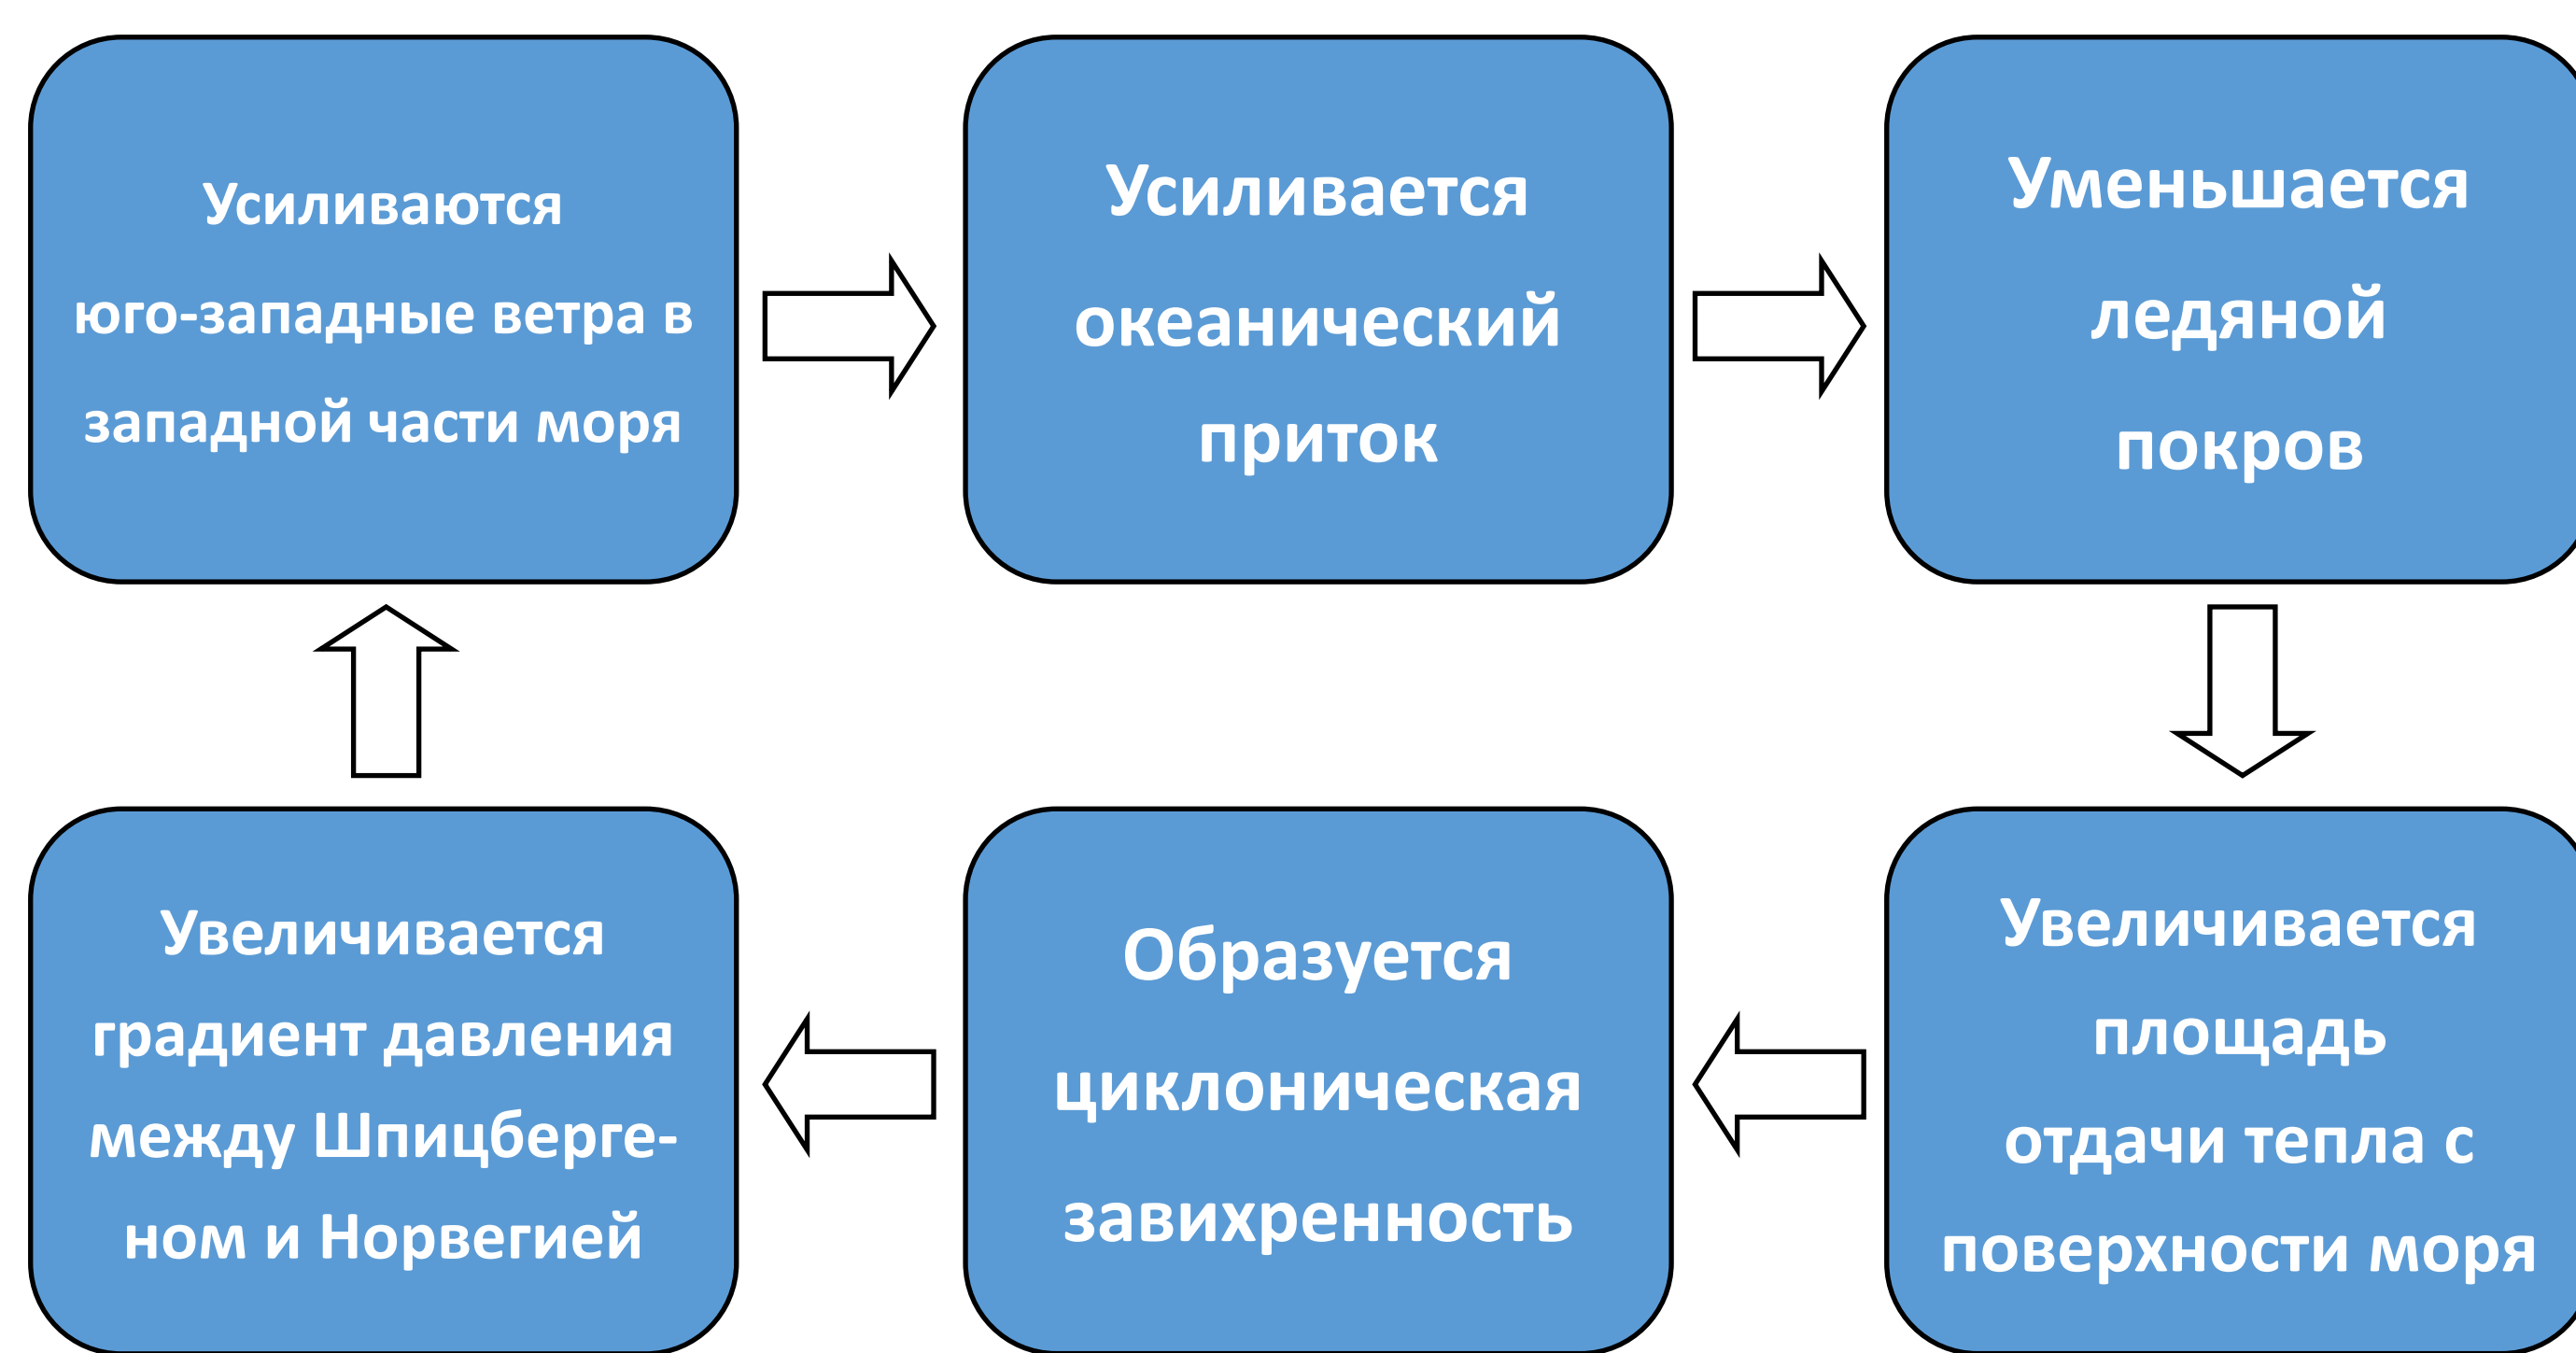 Усиливаются
юго-западные ветра в
западной части моря
Усиливается
океанический
приток
Уменьшается
ледяной
покров
Увеличивается
градиент давления
между Шпицберге-
ном и Норвегией
Образуется
циклоническая
завихренность
Увеличивается
площадь
отдачи тепла с
поверхности моря